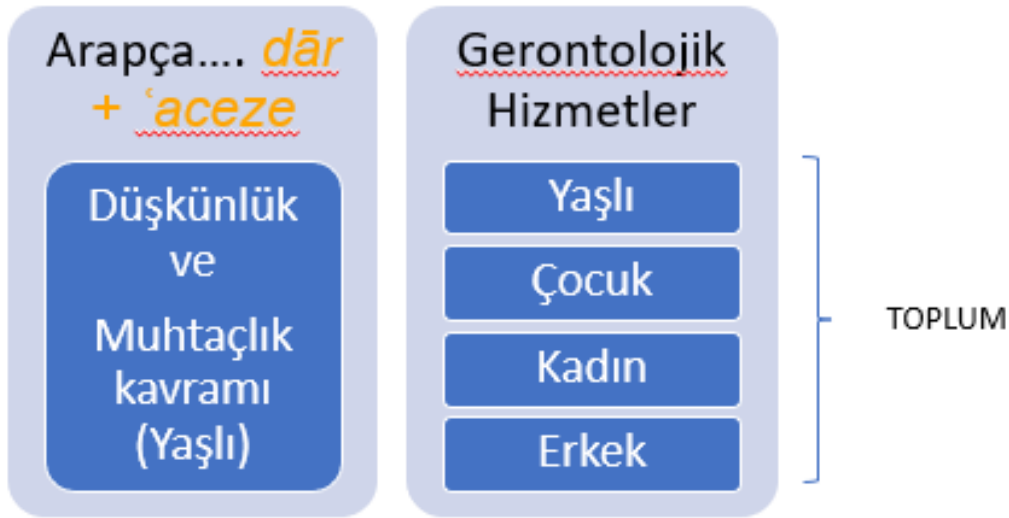 Arapça.... dār
+ ʿaceze
Düşkünlük
ve
Muhtaçlık
kavramı
(Yaşlı)
Gerontolojik
Hizmetler
Yaşlı
Çocuk
Kadın
Erkek
TOPLUM